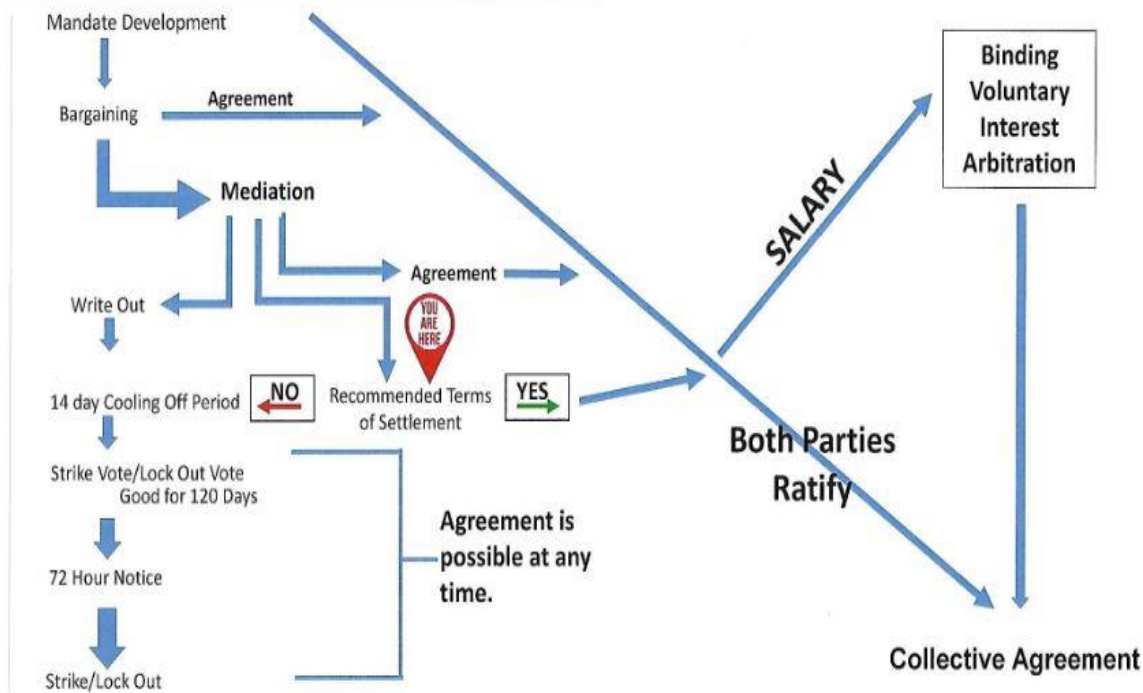 Mandate Development
Bargaining
Agreement
Mediation
Agreement
Write Out
YOU
ARE
HERE
14 day Cooling Off Period
NO
Recommended Terms
of Settlement
YES
Strike Vote/Lock Out Vote
Good for 120 Days
72 Hour Notice
Strike/Lock Out
Agreement is
possible at any
time.
Both Parties
Ratify
SALARY
Binding
Voluntary
Interest
Arbitration
Collective Agreement